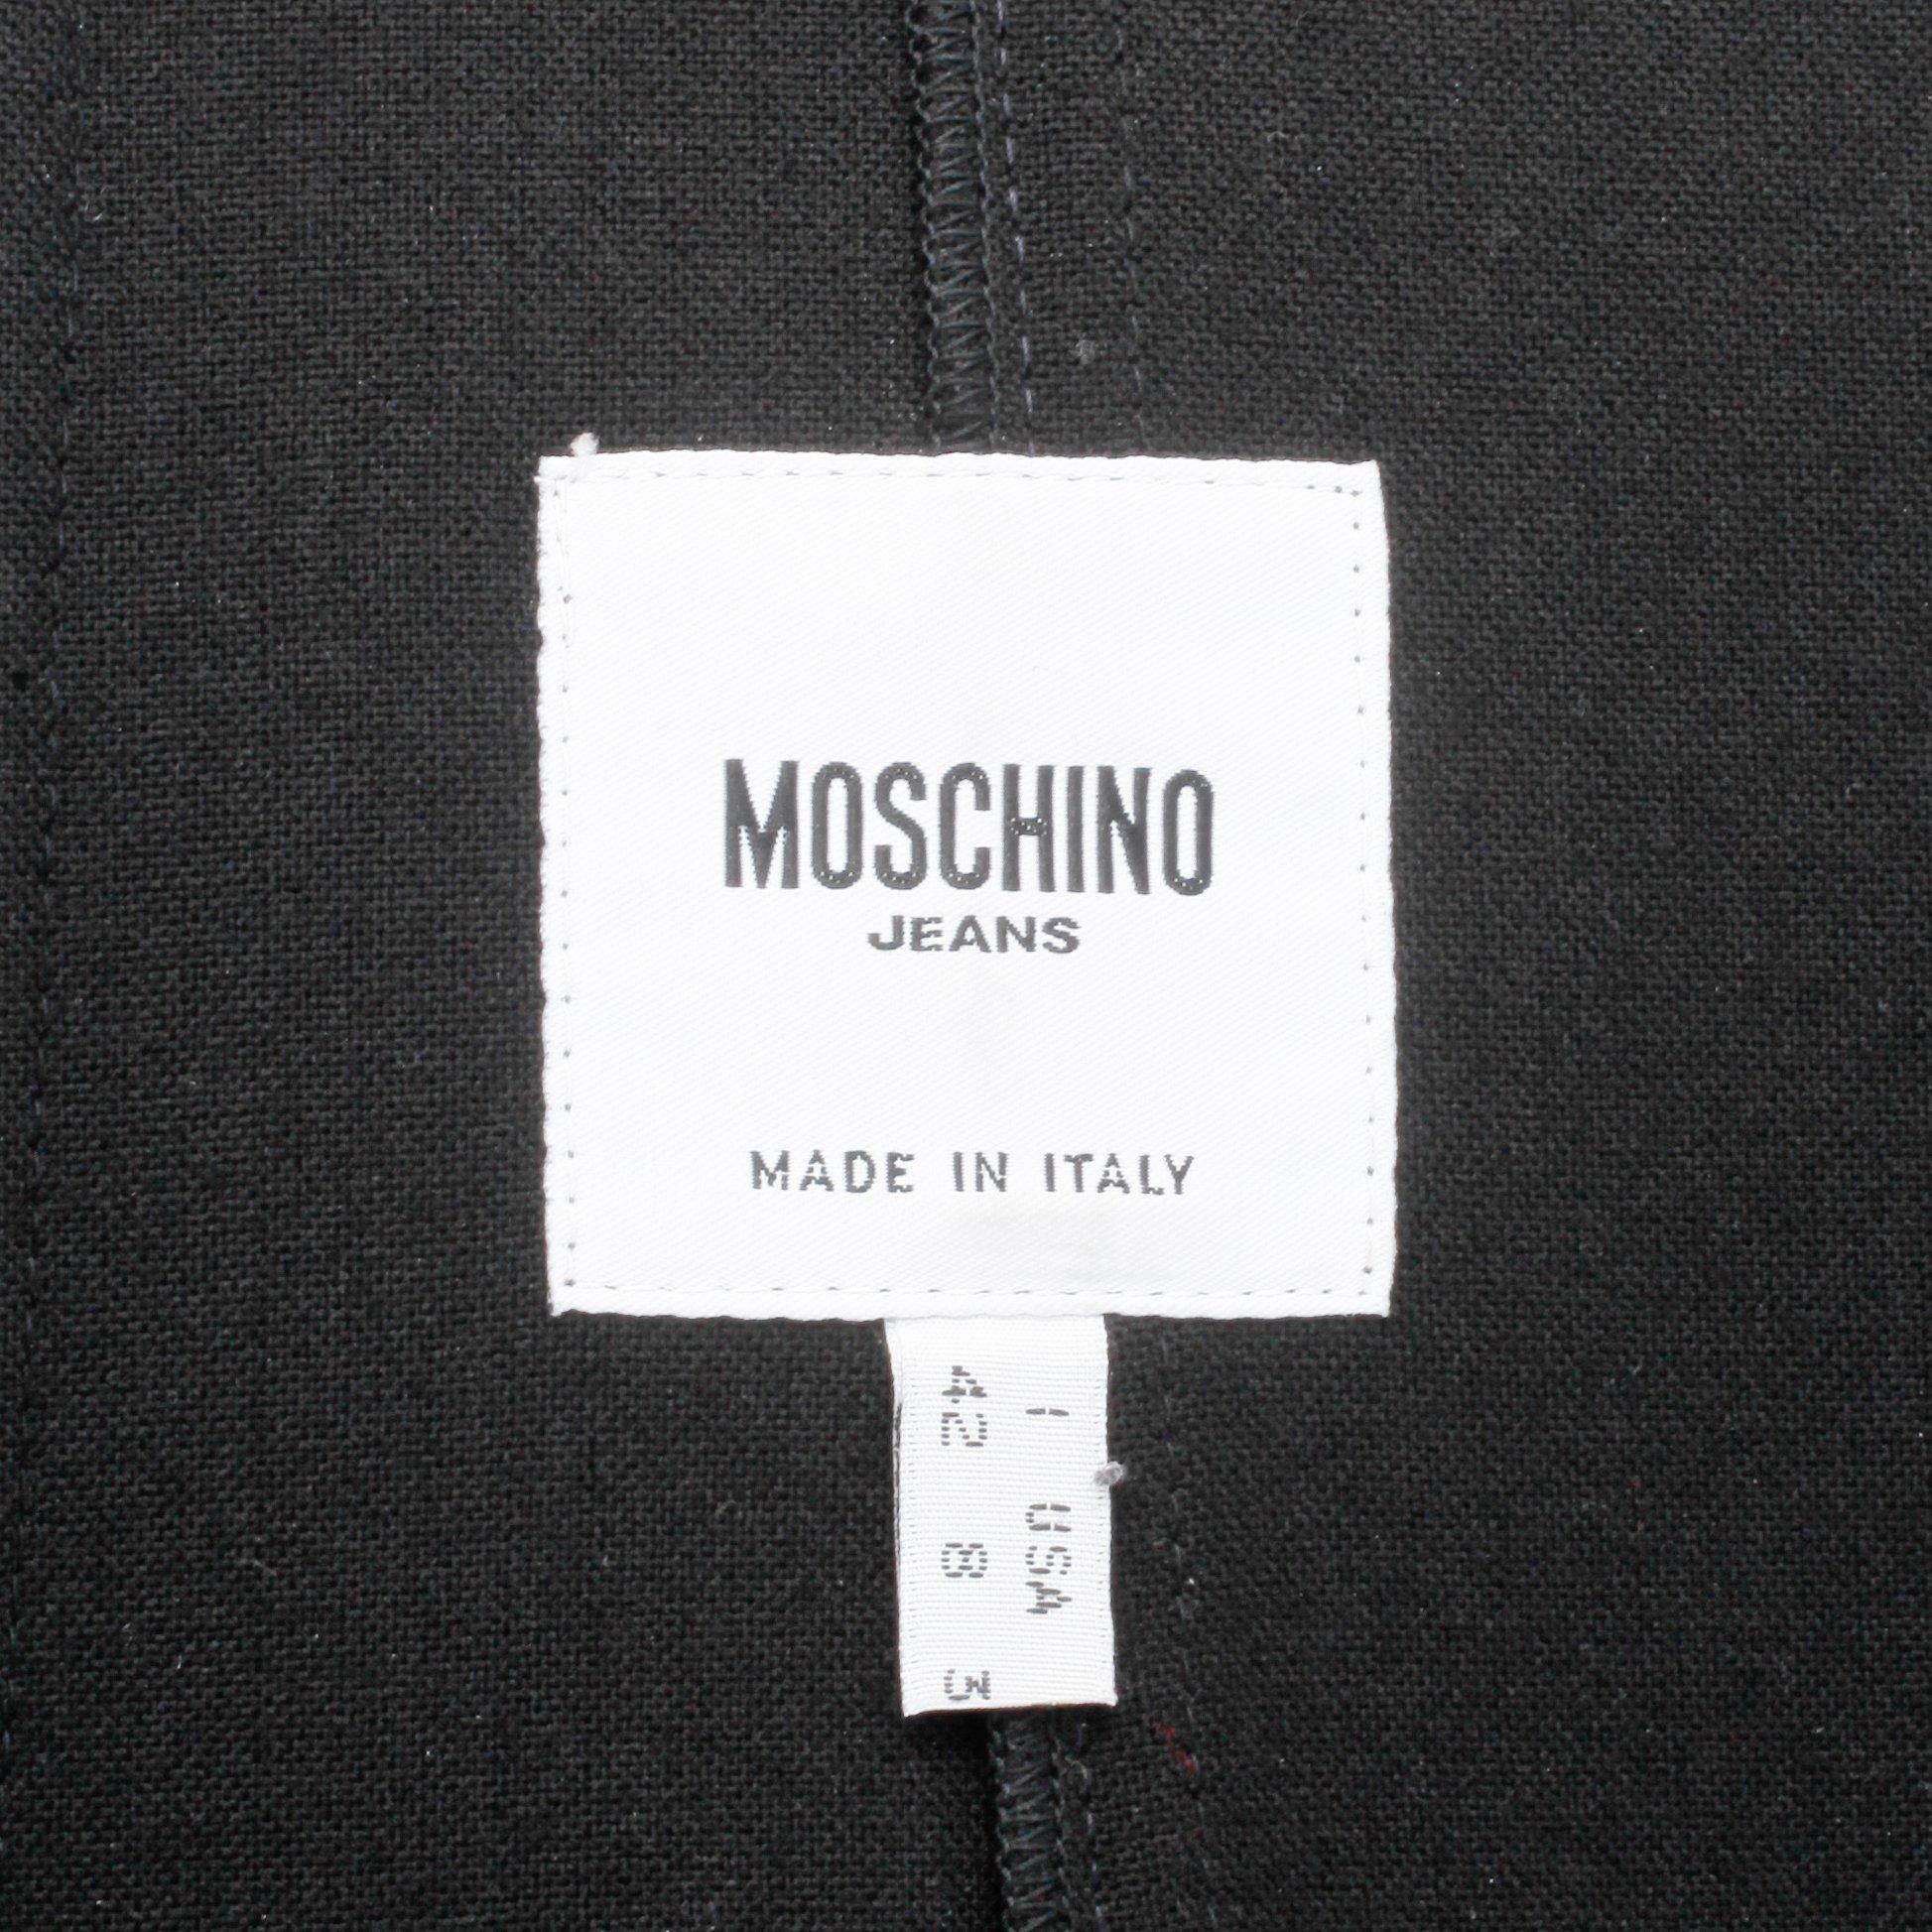 MOSCHINO
JEANS
MADE IN ITALY
I USA
42 8